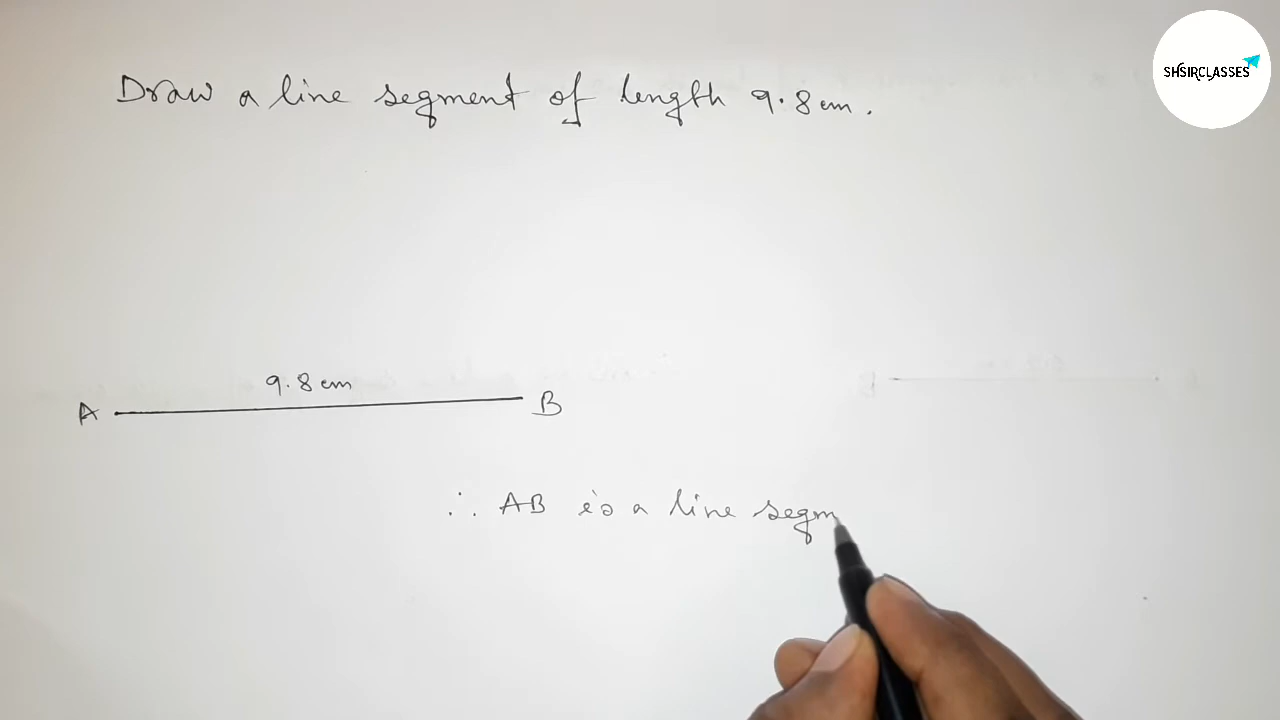 SHSIRCLASSES
Draw a line segment of length 9.8 cm.
9.8 cm
A B
∴ AB is a line segm